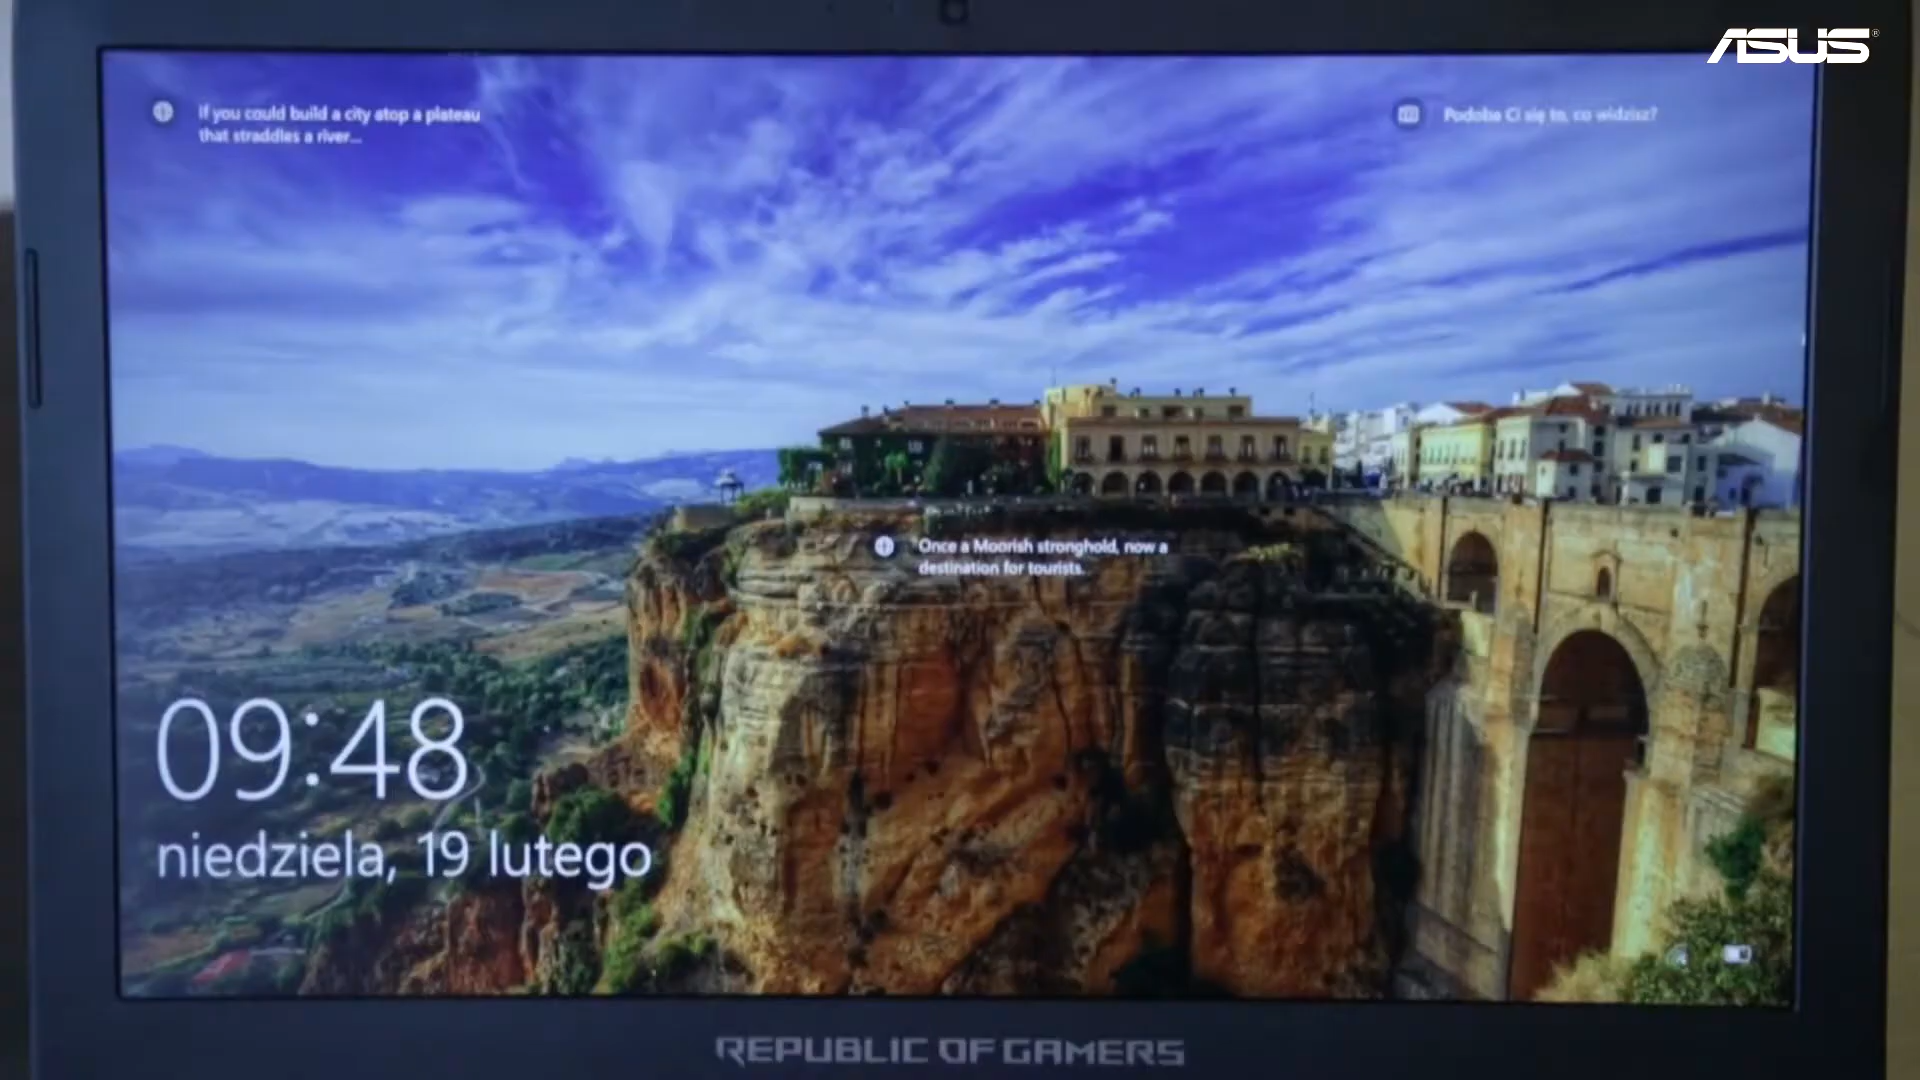 ASUS
If you could build a city atop a plateau
that straddles a river...
Podoba Ci się to, co widzisz?
Once a Moorish stronghold, now a
destination for tourists.
09:48
niedziela, 19 lutego
REPUBLIC OF GAMERS